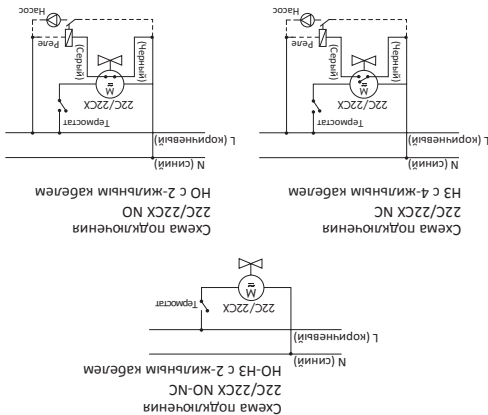 Схема подключения
22C/22CX NO-NC
НО-НЗ с 2-жильным кабелем
N (синий)
L (коричневый)
Термостат
22C/22CX
M
Схема подключения
22C/22CX NC
НЗ с 4-жильным кабелем
N (синий)
L (коричневый)
Термостат
22C/22CX
M
(Черный)
(Серый)
Реле
Насос
Схема подключения
22C/22CX NO
НО с 2-жильным кабелем
N (синий)
L (коричневый)
Термостат
22C/22CX
M
(Черный)
(Серый)
Реле
Насос